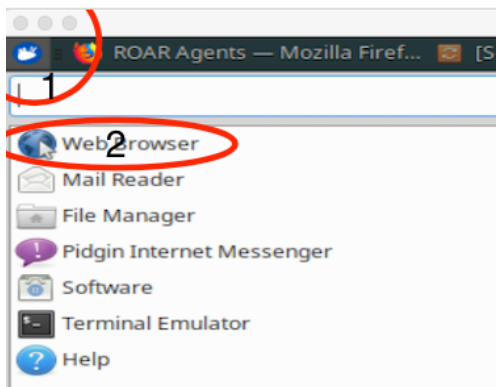 ROAR Agents — Mozilla Firef... [S
1
2
Web Browser
Mail Reader
File Manager
Pidgin Internet Messenger
Software
Terminal Emulator
Help